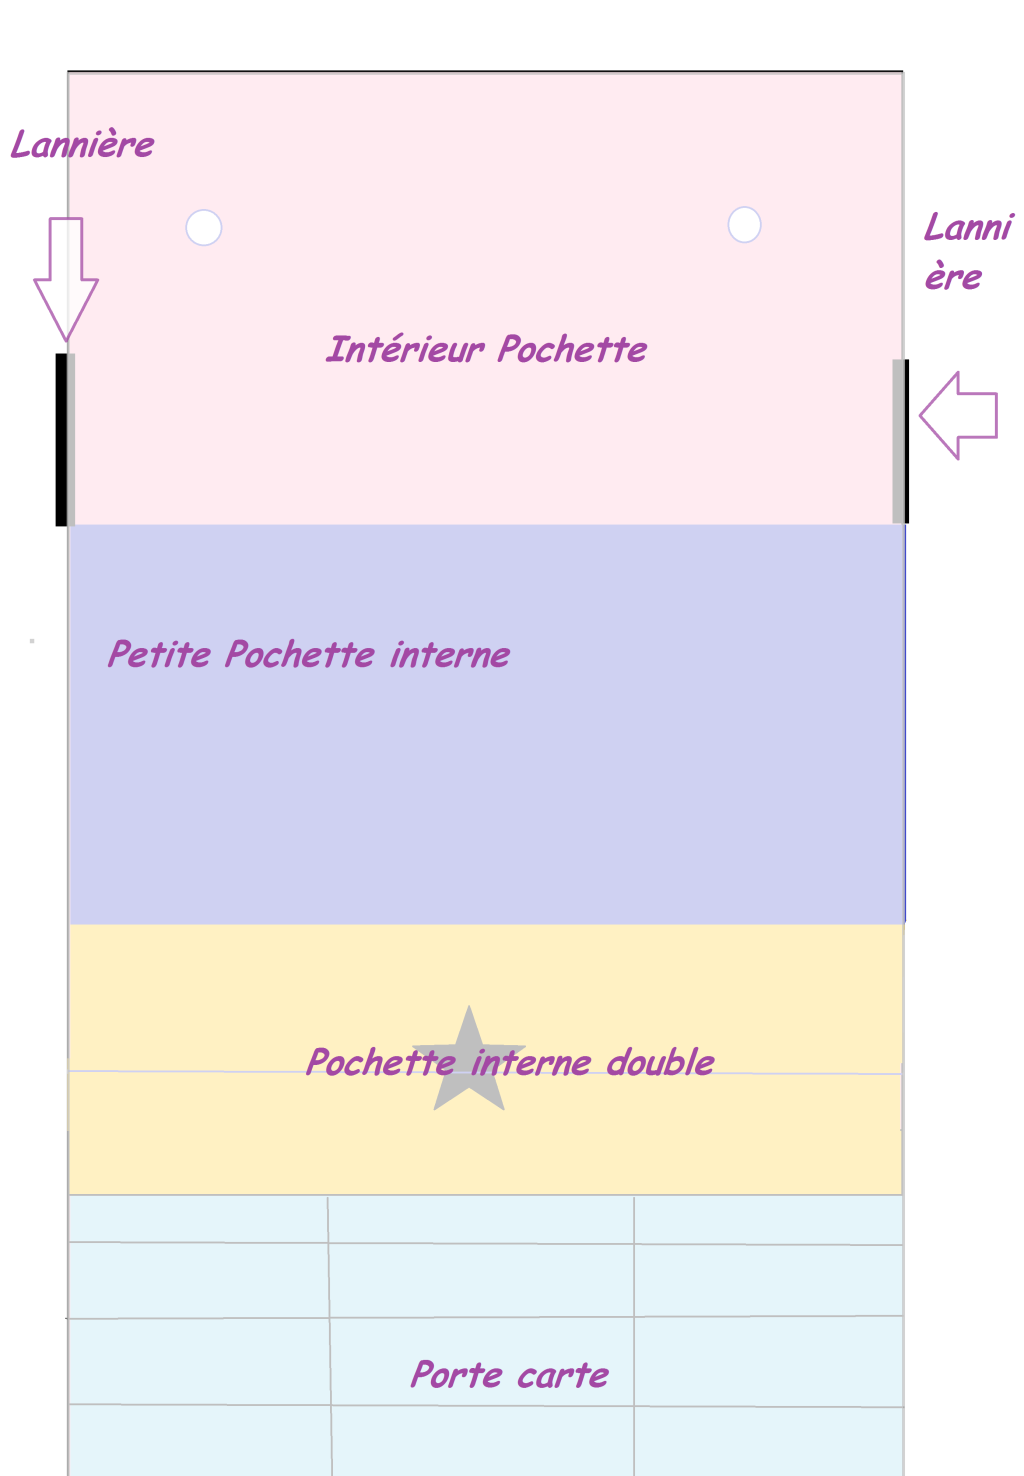 Lannière
Lanni
ère
Intérieur Pochette
Petite Pochette interne
Pochette interne double
Porte carte